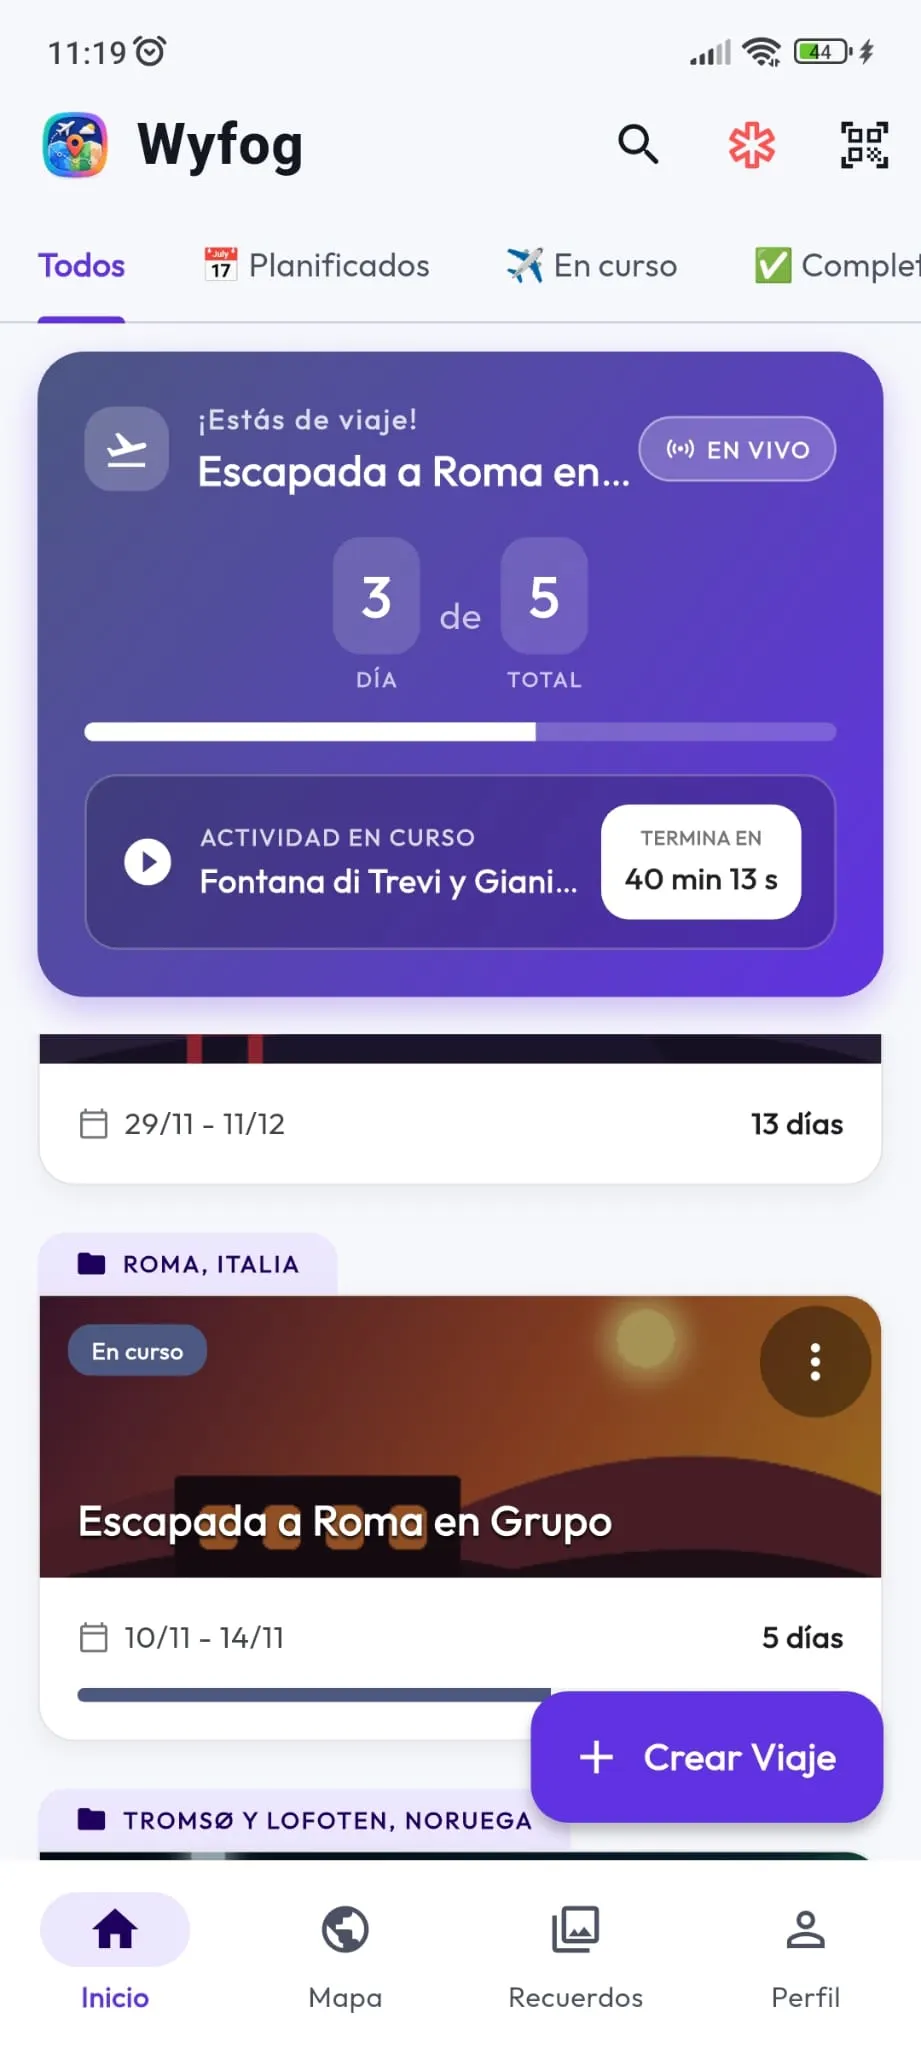 11:19
44
Wyfog
Todos
July 17 Planificados
En curso
Complet
¡Estás de viaje!
Escapada a Roma en...
EN VIVO
3 de 5
DÍA
TOTAL
ACTIVIDAD EN CURSO
Fontana di Trevi y Giani...
TERMINA EN
40 min 13 s
29/11 - 11/12
13 días
ROMA, ITALIA
En curso
Escapada a Roma en Grupo
10/11 - 14/11
5 días
+ Crear Viaje
TROMSØ Y LOFOTEN, NORUEGA
Inicio
Mapa
Recuerdos
Perfil